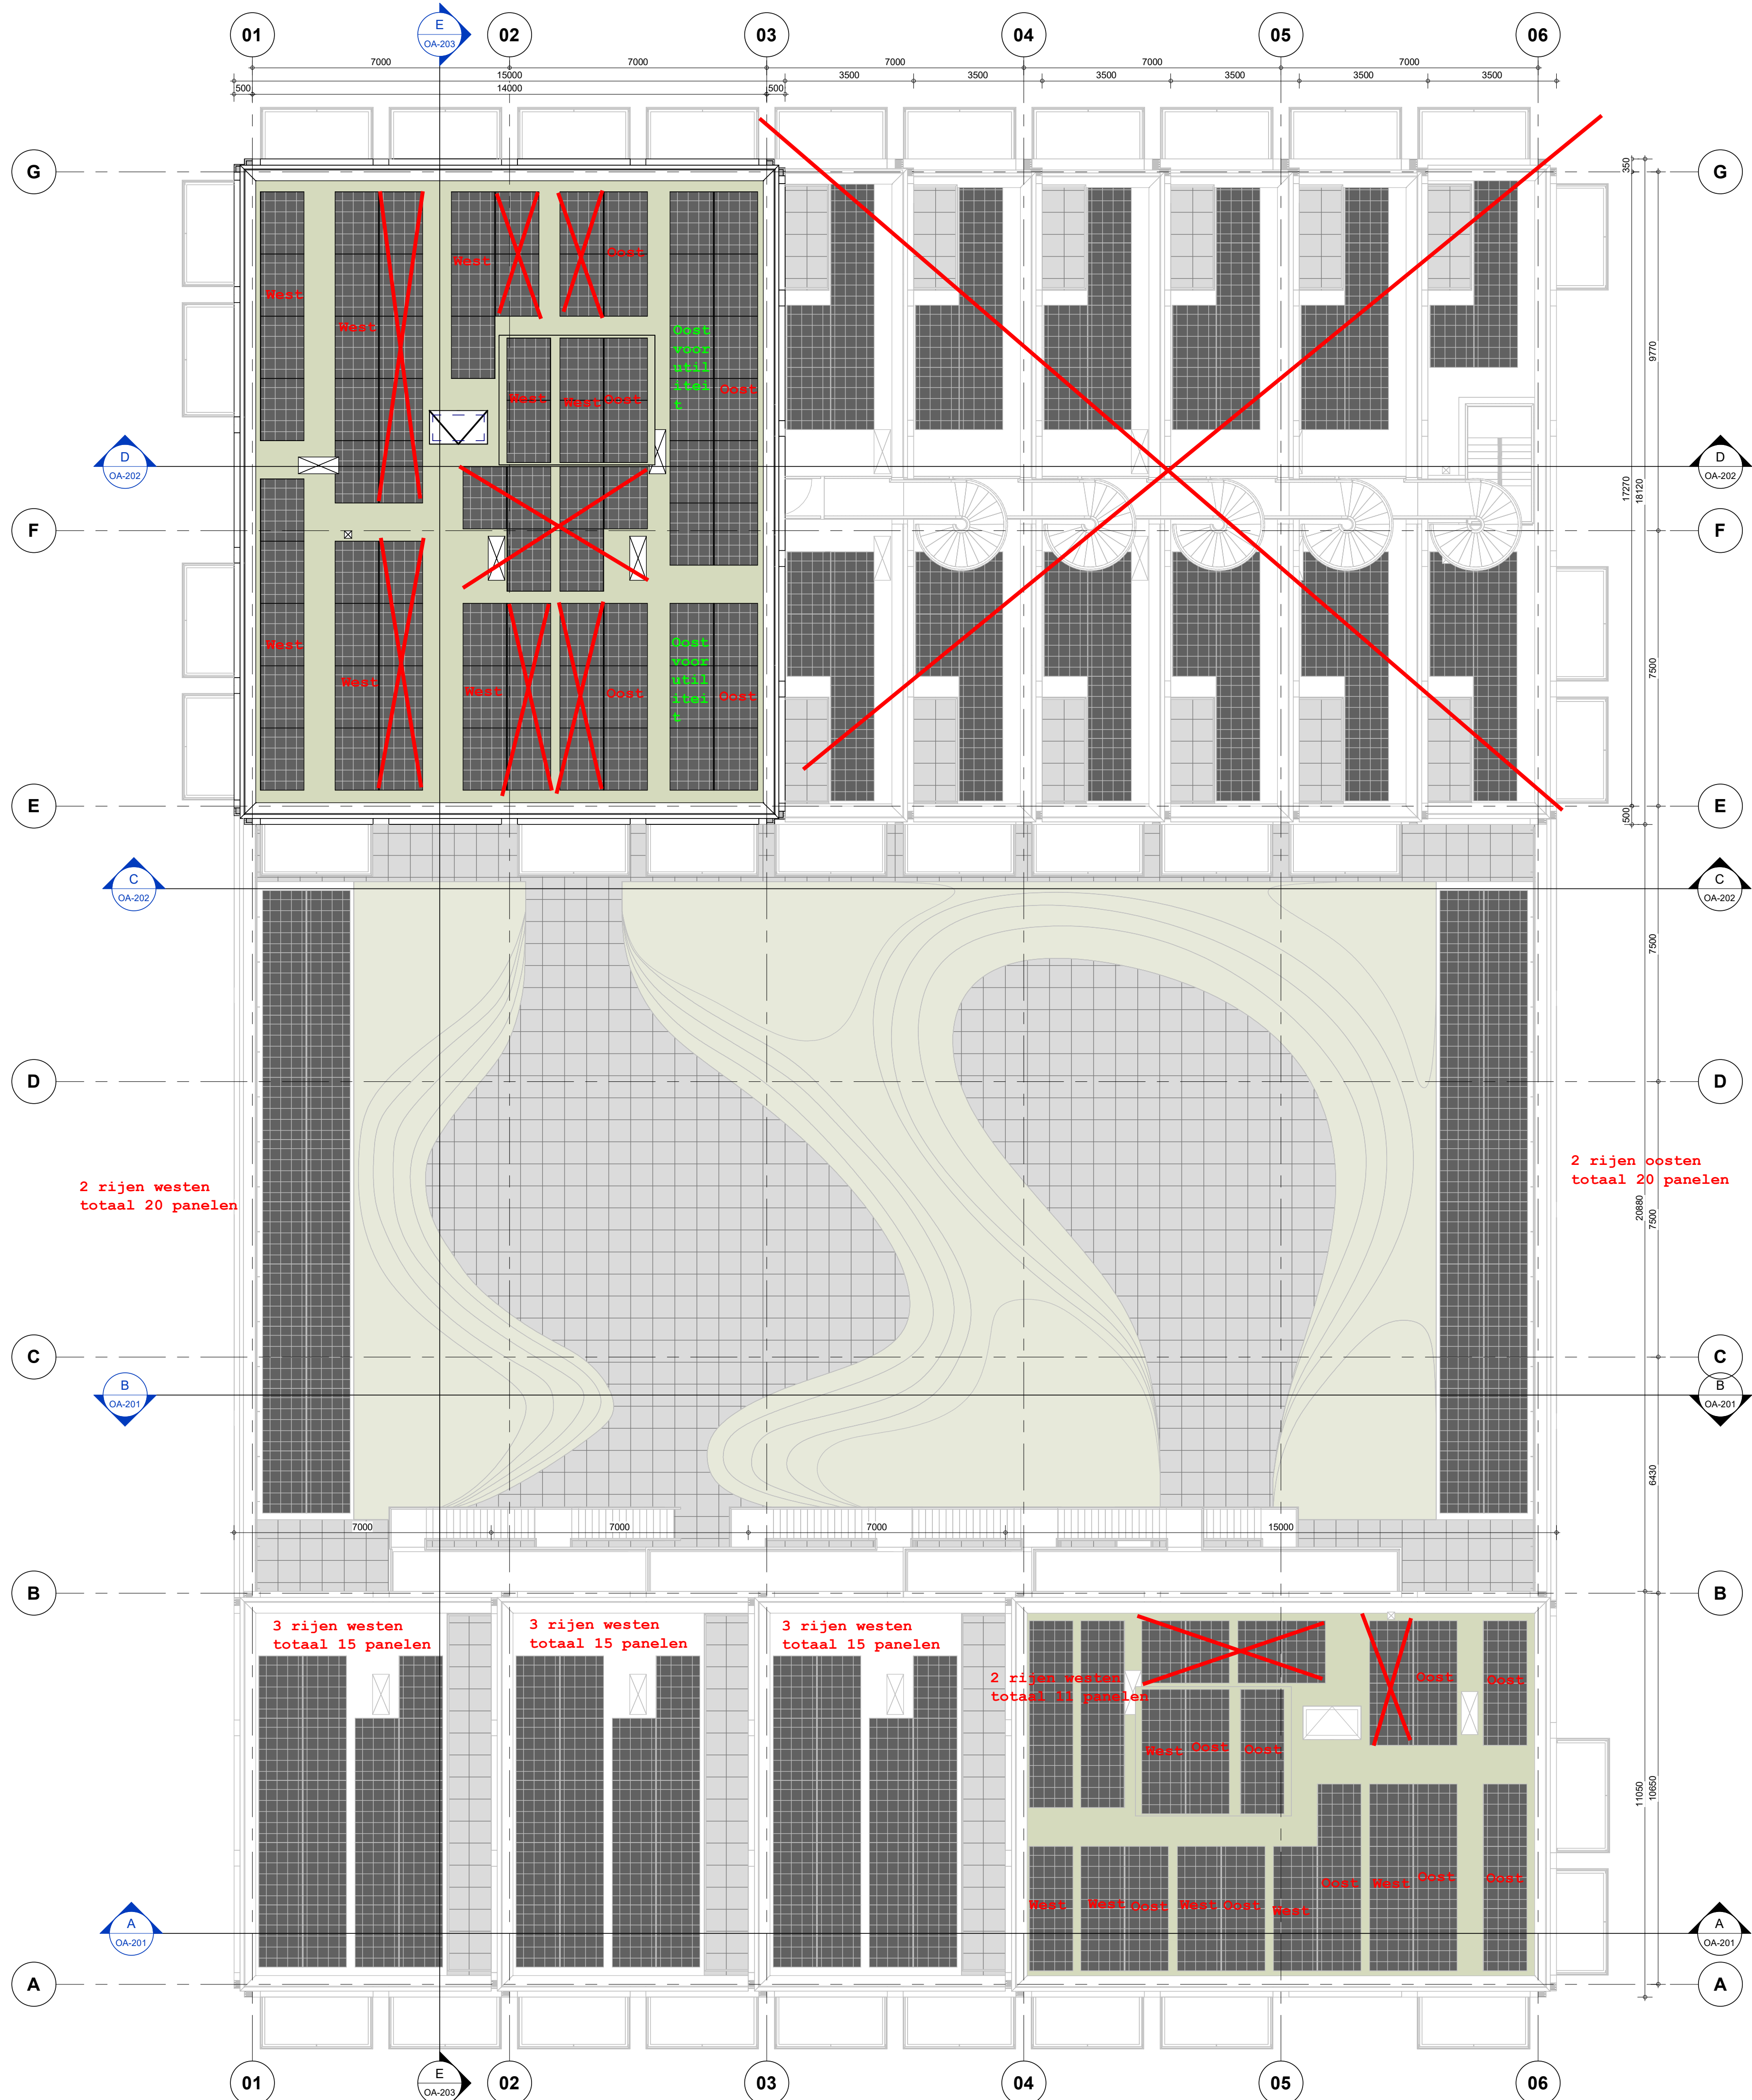 01
E
OA-203
02
03
04
05
06
7000
7000
7000
7000
7000
15000
3500
3500
3500
3500
3500
3500
500
14000
500
G
G
350
West
Oost
West
West
Oost
voor
util
itei
t
9770
Oost
West
West
Oost
D
OA-202
D
OA-202
17270
18120
F
F
West
Oost
voor
util
itei
t
7500
West
West
Oost
Oost
E
E
500
C
OA-202
C
OA-202
7500
D
D
2 rijen westen
totaal 20 panelen
2 rijen oosten
totaal 20 panelen
20880
7500
C
C
B
OA-201
B
OA-201
6430
7000
7000
7000
15000
B
B
3 rijen westen
totaal 15 panelen
3 rijen westen
totaal 15 panelen
3 rijen westen
totaal 15 panelen
2 rijen westen
totaal 11 panelen
Oost
Oost
West
Oost
Oost
11050
10650
West
West
Oost
West
Oost
West
Oost
West
Oost
Oost
A
OA-201
A
OA-201
A
A
01
E
OA-203
02
03
04
05
06